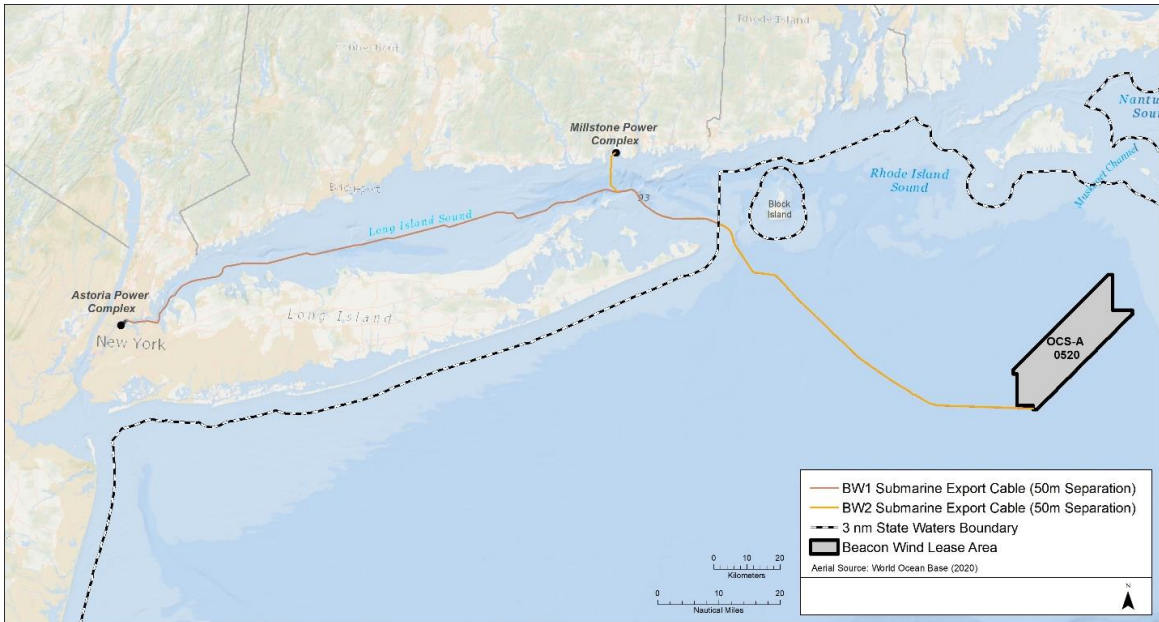 Rhode Island
Nantu
Soun
Millstone Power
Complex
Rhode Island
Sound
Muskeget Channel
Bridgeport
93
Block
Island
Long Island Sound
Astoria Power
Complex
New York
Long Island
OCS-A
0520
BW1 Submarine Export Cable (50m Separation)
BW2 Submarine Export Cable (50m Separation)
3 nm State Waters Boundary
Beacon Wind Lease Area
Aerial Source: World Ocean Base (2020)
0 10 20
Kilometers
0 10 20
Nautical Miles
N